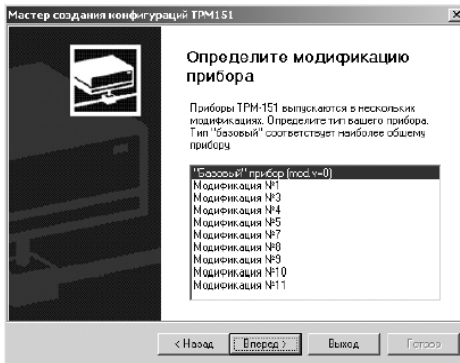 Мастер создания конфигураций ТРМ151
Определите модификацию
прибора
Приборы ТРМ-151 выпускаются в нескольких
модификациях. Определите тип вашего прибора.
Тип "базовый" соответствует наиболее общему
прибору
"Базовый" прибор (mod.v=0)
Модификация №1
Модификация №3
Модификация №4
Модификация №5
Модификация №7
Модификация №8
Модификация №9
Модификация №10
Модификация №11
< Назад
Вперед >
Выход
Готово